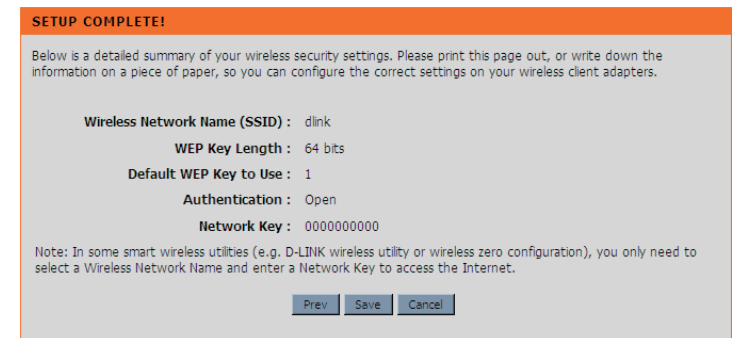 SETUP COMPLETE!
Below is a detailed summary of your wireless security settings. Please print this page out, or write down the
information on a piece of paper, so you can configure the correct settings on your wireless client adapters.
Wireless Network Name (SSID) : dlink
WEP Key Length : 64 bits
Default WEP Key to Use : 1
Authentication : Open
Network Key : 0000000000
Note: In some smart wireless utilities (e.g. D-LINK wireless utility or wireless zero configuration), you only need to
select a Wireless Network Name and enter a Network Key to access the Internet.
Prev Save Cancel